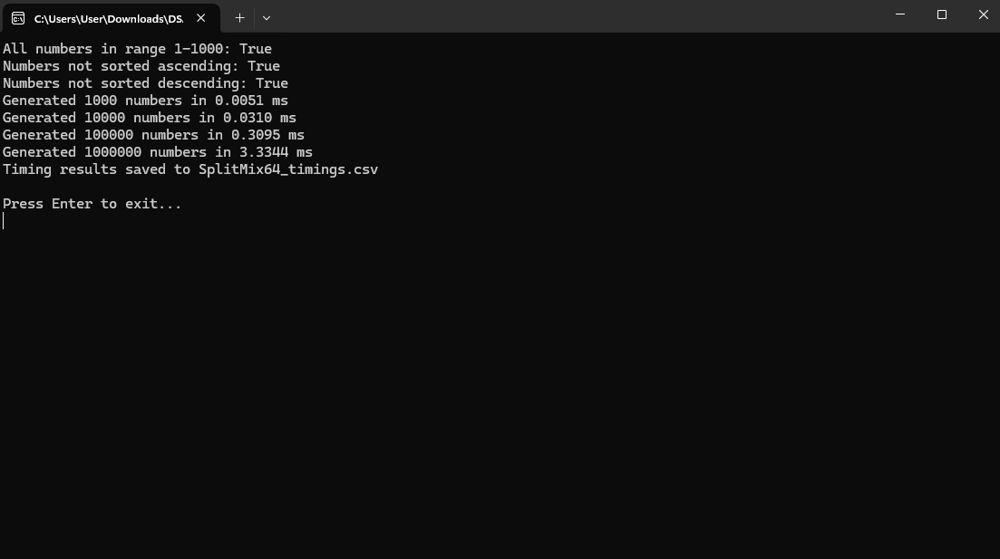 C:\Users\User\Downloads\DS.
All numbers in range 1-1000: True
Numbers not sorted ascending: True
Numbers not sorted descending: True
Generated 1000 numbers in 0.0051 ms
Generated 10000 numbers in 0.0310 ms
Generated 100000 numbers in 0.3095 ms
Generated 1000000 numbers in 3.3344 ms
Timing results saved to SplitMix64_timings.csv
Press Enter to exit...